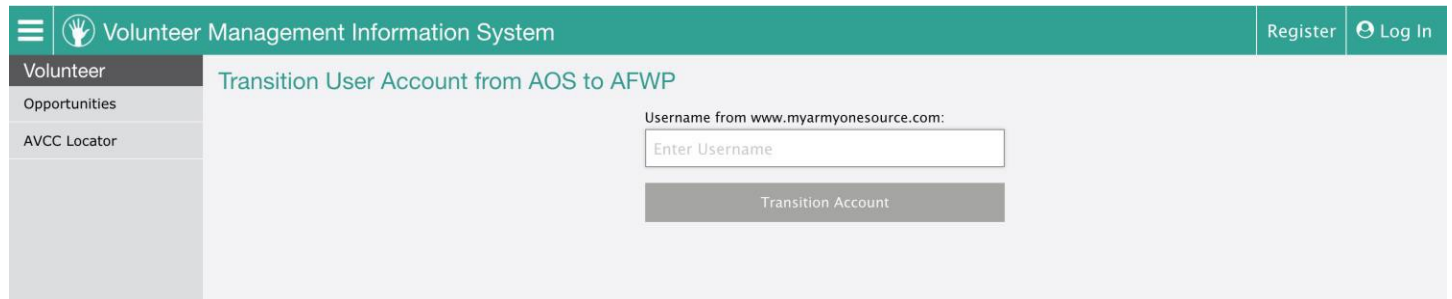 Volunteer Management Information System
Register
Log In
Volunteer
Opportunities
AVCC Locator
Transition User Account from AOS to AFWP
Username from www.myarmyonesource.com:
Enter Username
Transition Account